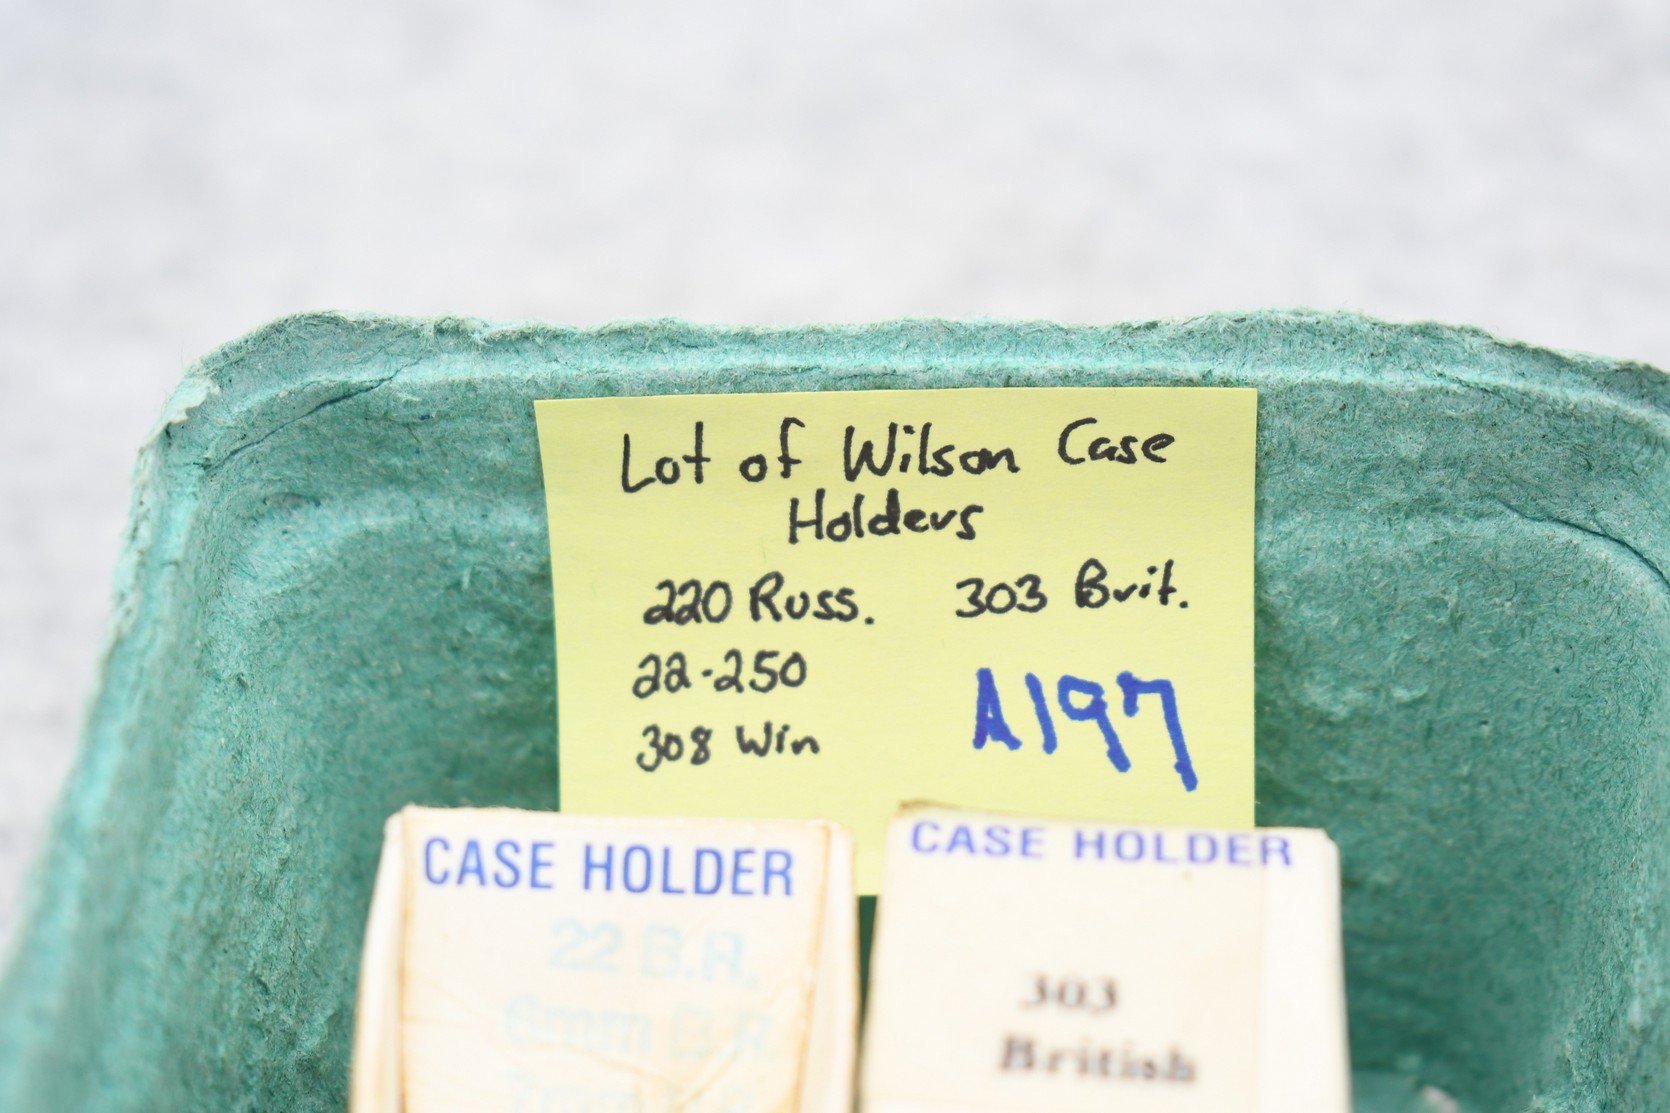 Lot of Wilson Case
Holders
220 Russ. 303 Brit.
22-250
308 Win
A197
CASE HOLDER
22 B.R.
6mm B.R.
CASE HOLDER
303
British